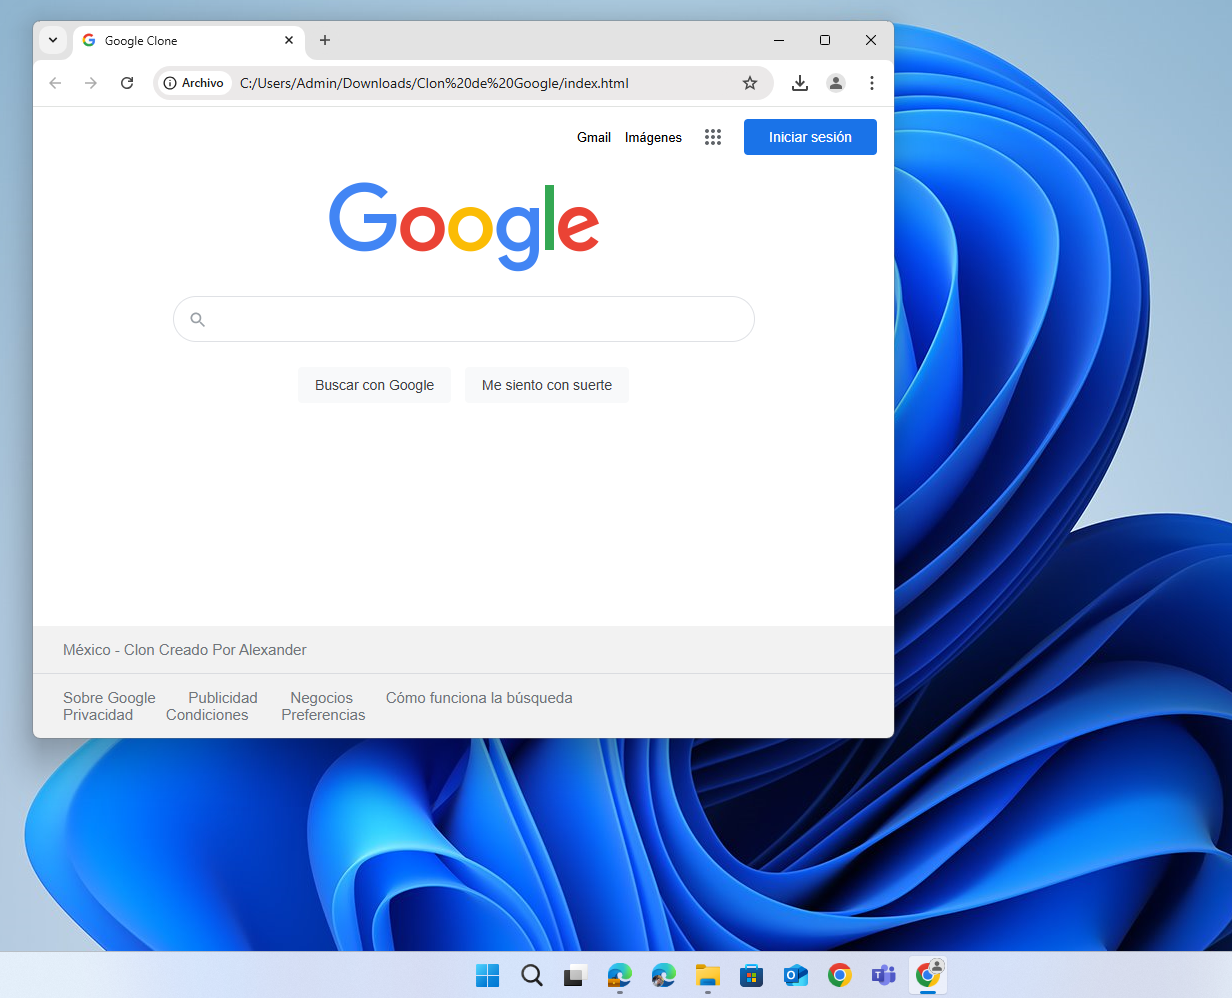 Google Clone
Archivo C:/Users/Admin/Downloads/Clon%20de%20Google/index.html
Gmail Imágenes Iniciar sesión
Google
Buscar con Google Me siento con suerte
México - Clon Creado Por Alexander
Sobre Google Publicidad Negocios Cómo funciona la búsqueda
Privacidad Condiciones Preferencias